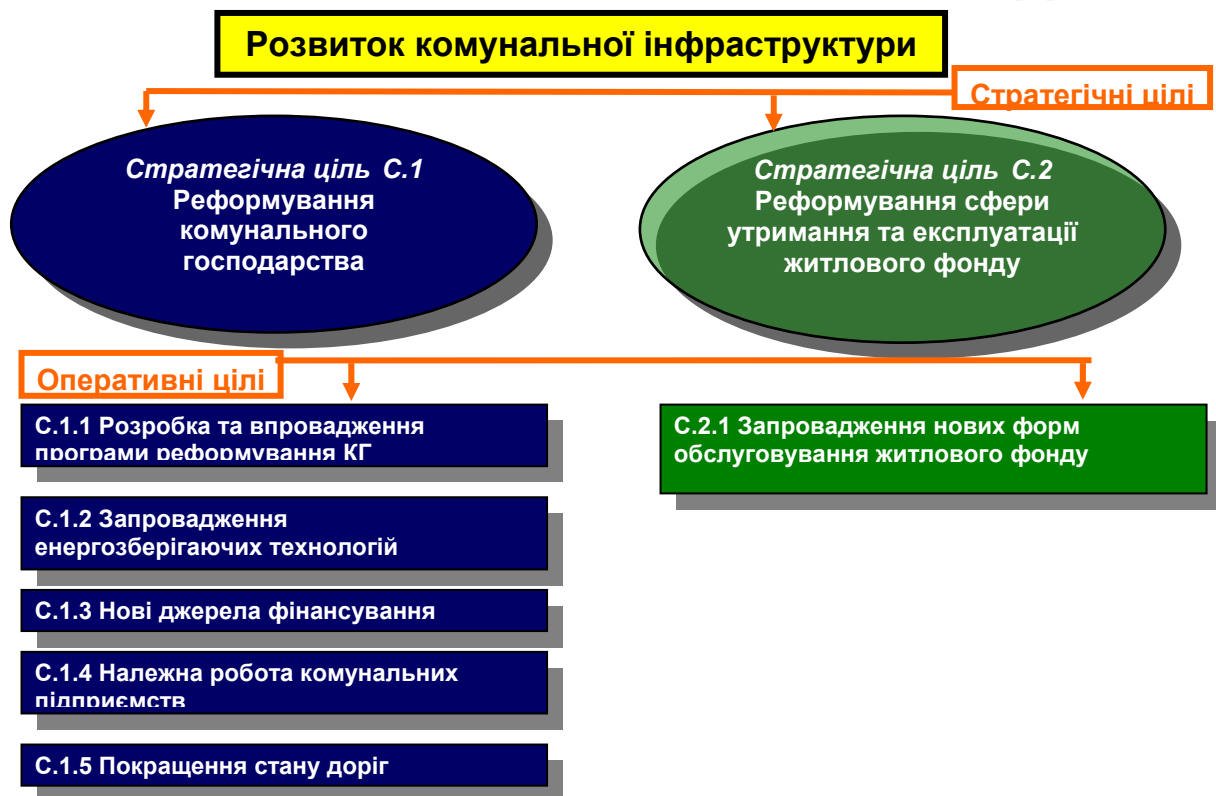 Розвиток комунальної інфраструктури
Стратегічні цілі
Стратегічна ціль С.1
Реформування
комунального
господарства
Стратегічна ціль С.2
Реформування сфери
утримання та експлуатації
житлового фонду
Оперативні цілі
С.1.1 Розробка та впровадження
програми реформування КГ
С.1.2 Запровадження
енергозберігаючих технологій
С.1.3 Нові джерела фінансування
С.1.4 Належна робота комунальних
підприємств
С.1.5 Покращення стану доріг
С.2.1 Запровадження нових форм
обслуговування житлового фонду